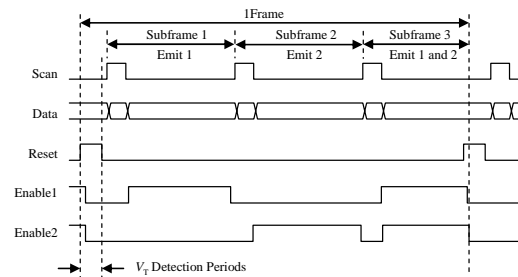 1Frame
Subframe 1
Subframe 2
Subframe 3
Emit 1
Emit 2
Emit 1 and 2
Scan
Data
Reset
Enable1
Enable2
VT Detection Periods